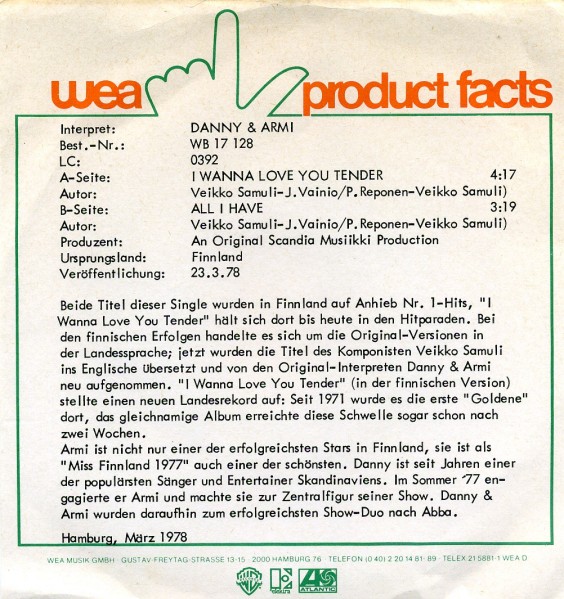 wea product facts
Interpret: DANNY & ARMI
Best.-Nr.: WB 17 128
LC: 0392
A-Seite: I WANNA LOVE YOU TENDER 4:17
Autor: Veikko Samuli-J.Vainio/P.Reponen-Veikko Samuli)
B-Seite: ALL I HAVE 3:19
Autor: Veikko Samuli-J.Vainio/P.Reponen-Veikko Samuli)
Produzent: An Original Scandia Musiikki Production
Ursprungsland: Finnland
Veröffentlichung: 23.3.78
Beide Titel dieser Single wurden in Finnland auf Anhieb Nr. 1-Hits, "I
Wanna Love You Tender" hält sich dort bis heute in den Hitparaden. Bei
den finnischen Erfolgen handelte es sich um die Original-Versionen in
der Landessprache; jetzt wurden die Titel des Komponisten Veikko Samuli
ins Englische übersetzt und von den Original-Interpreten Danny & Armi
neu aufgenommen. "I Wanna Love You Tender" (in der finnischen Version)
stellte einen neuen Landesrekord auf: Seit 1971 wurde es die erste "Goldene"
dort, das gleichnamige Album erreichte diese Schwelle sogar schon nach
zwei Wochen.
Armi ist nicht nur einer der erfolgreichsten Stars in Finnland, sie ist als
"Miss Finnland 1977" auch einer der schönsten. Danny ist seit Jahren einer
der populärsten Sänger und Entertainer Skandinaviens. Im Sommer '77 en-
gagierte er Armi und machte sie zur Zentralfigur seiner Show. Danny &
Armi wurden daraufhin zum erfolgreichsten Show-Duo nach Abba.
Hamburg, März 1978
WEA MUSIK GMBH · GUSTAV-FREYTAG-STRASSE 13-15 · 2000 HAMBURG 76 · TELEFON (040) 2 20 14 81-89 · TELEX 21 5881-1 WEA D
WB elektra ATLANTIC